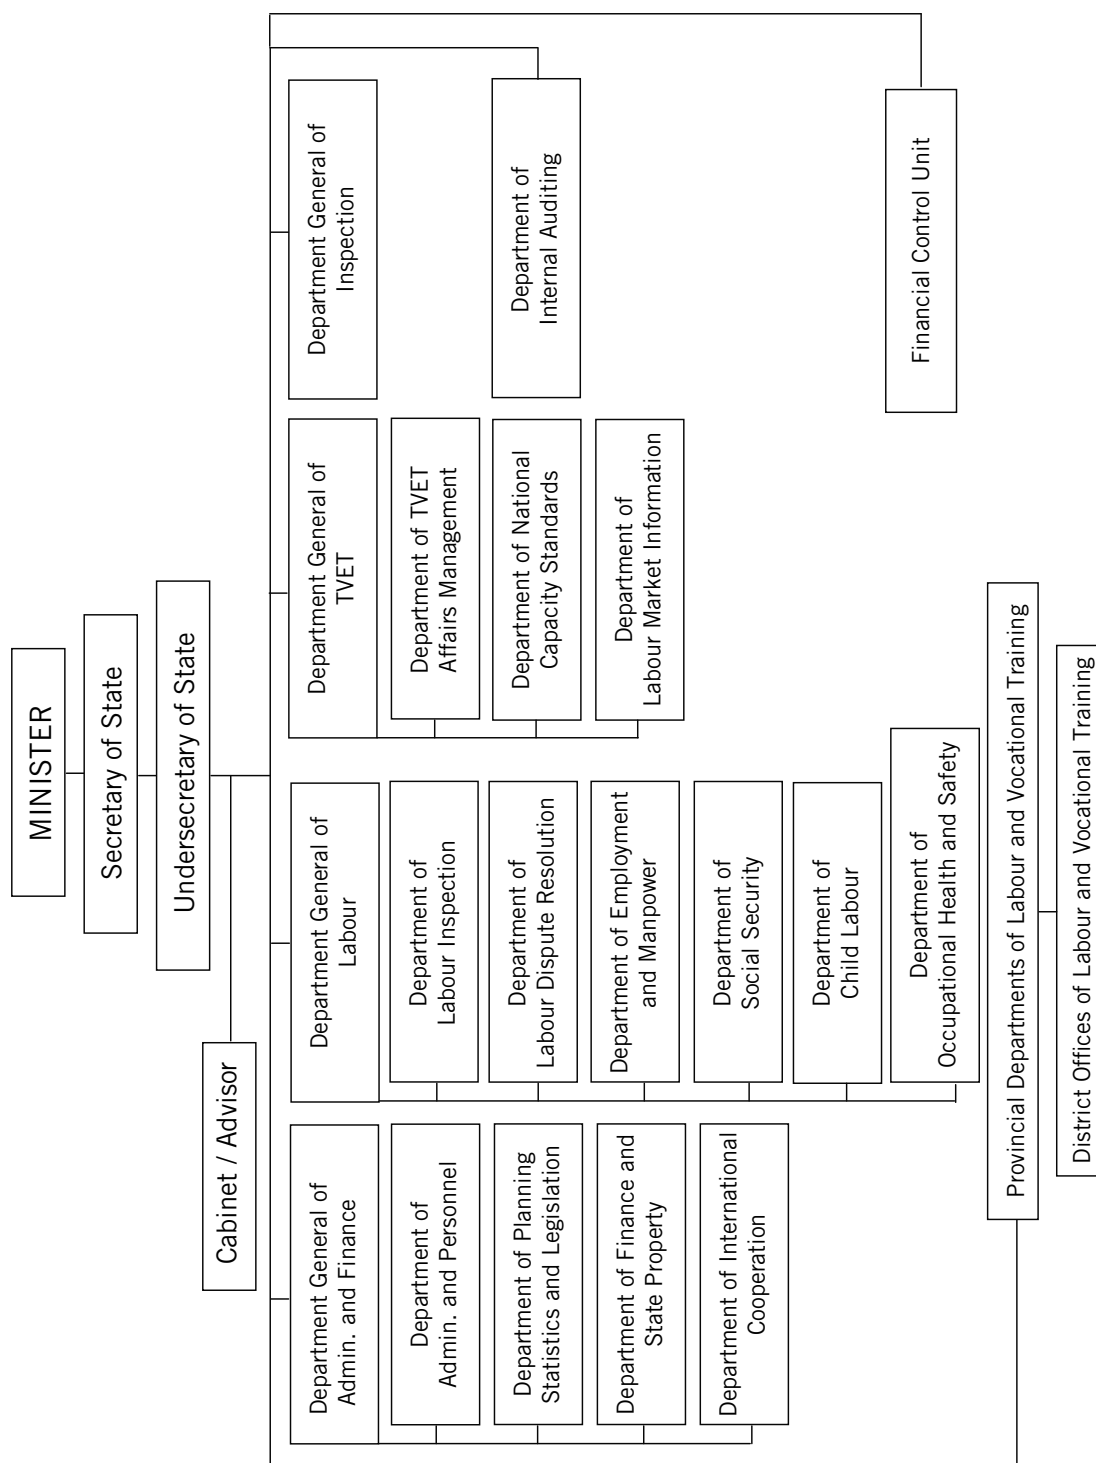 MINISTER
Secretary of State
Undersecretary of State
Cabinet / Advisor
Department General of
Admin. and Finance
Department of
Admin. and Personnel
Department of Planning
Statistics and Legislation
Department of Finance and
State Property
Department of International
Cooperation
Department General of
Labour
Department of
Labour Inspection
Department of
Labour Dispute Resolution
Department of Employment
and Manpower
Department of
Social Security
Department of
Child Labour
Department of
Occupational Health and Safety
Department General of
TVET
Department of TVET
Affairs Management
Department of National
Capacity Standards
Department of
Labour Market Information
Department General of
Inspection
Department of
Internal Auditing
Financial Control Unit
Provincial Departments of Labour and Vocational Training
District Offices of Labour and Vocational Training